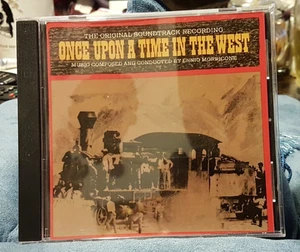 THE ORIGINAL SOUNDTRACK RECORDING
ONCE UPON A TIME IN THE WEST
MUSIC COMPOSED AND CONDUCTED BY ENNIO MORRICONE